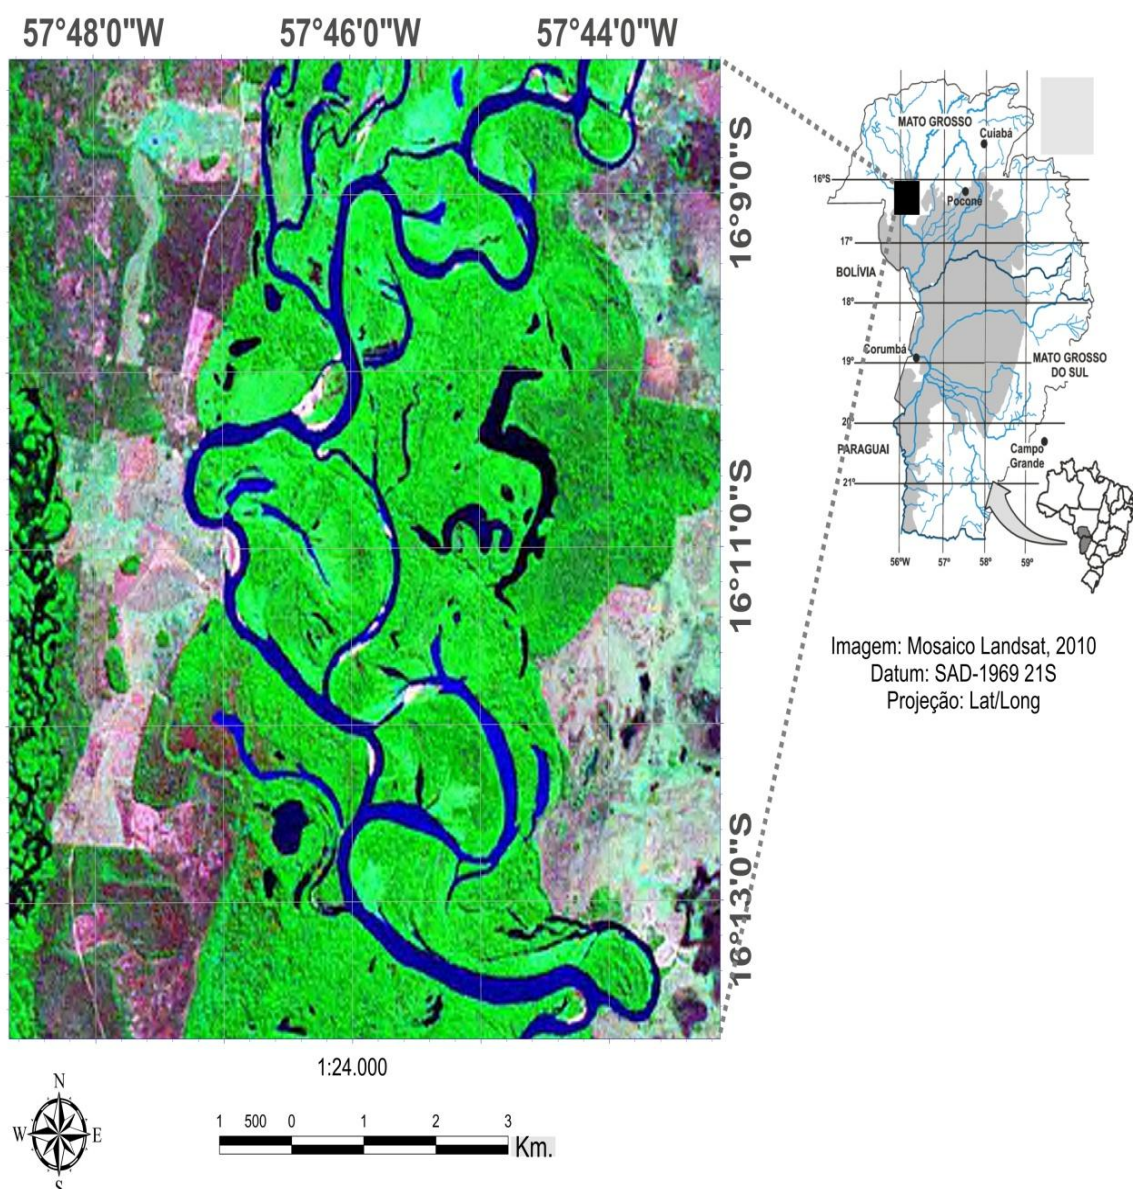 57°48'0"W 57°46'0"W 57°44'0"W
16°9'0"S
16°11'0"S
16°13'0"S
MATO GROSSO
Cuiabá
16°S
Poconé
17°
BOLÍVIA
18°
Corumbá
19°
MATO GROSSO
DO SUL
20°
PARAGUAI
Campo
Grande
21°
56°W 57° 58° 59°
Imagem: Mosaico Landsat, 2010
Datum: SAD-1969 21S
Projeção: Lat/Long
1:24.000
N
W E
S
1 500 0 1 2 3
Km.